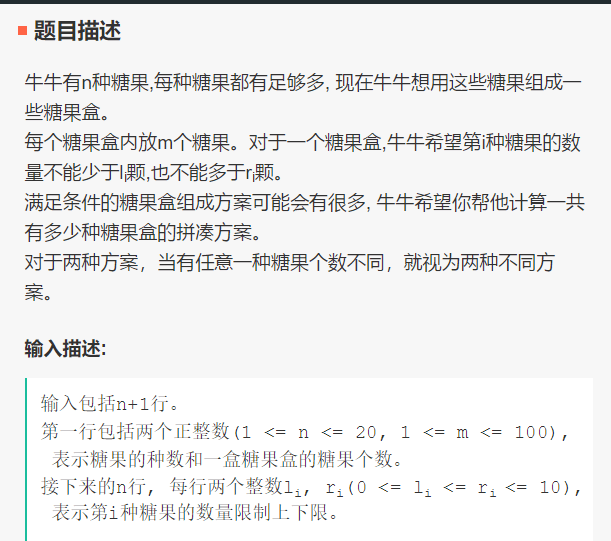 题目描述
牛牛有n种糖果,每种糖果都有足够多, 现在牛牛想用这些糖果组成一
些糖果盒。
每个糖果盒内放m个糖果。对于一个糖果盒,牛牛希望第i种糖果的数
量不能少于lᵢ颗,也不能多于rᵢ颗。
满足条件的糖果盒组成方案可能会有很多, 牛牛希望你帮他计算一共
有多少种糖果盒的拼凑方案。
对于两种方案，当有任意一种糖果个数不同，就视为两种不同方
案。
输入描述:
输入包括n+1行。
第一行包括两个正整数(1 <= n <= 20, 1 <= m <= 100),
表示糖果的种数和一盒糖果盒的糖果个数。
接下来的n行, 每行两个整数lᵢ, rᵢ(0 <= lᵢ <= rᵢ <= 10),
表示第i种糖果的数量限制上下限。